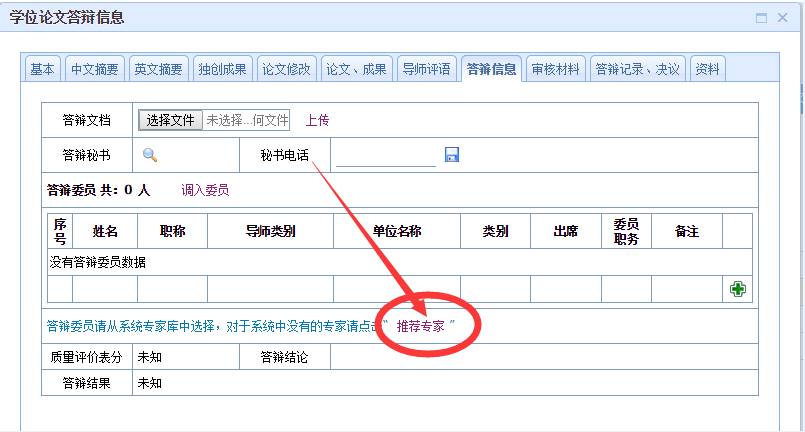 学位论文答辩信息
基本 中文摘要 英文摘要 独创成果 论文修改 论文、成果 导师评语 答辩信息 审核材料 答辩记录、决议 资料
答辩文档 选择文件 未选择...何文件 上传
答辩秘书 秘书电话
答辩委员 共：0 人 调入委员
序号 姓名 职称 导师类别 单位名称 类别 出席 委员职务 备注
没有答辩委员数据
答辩委员请从系统专家库中选择，对于系统中没有的专家请点击" 推荐专家 "
质量评价表分 未知 答辩结论
答辩结果 未知